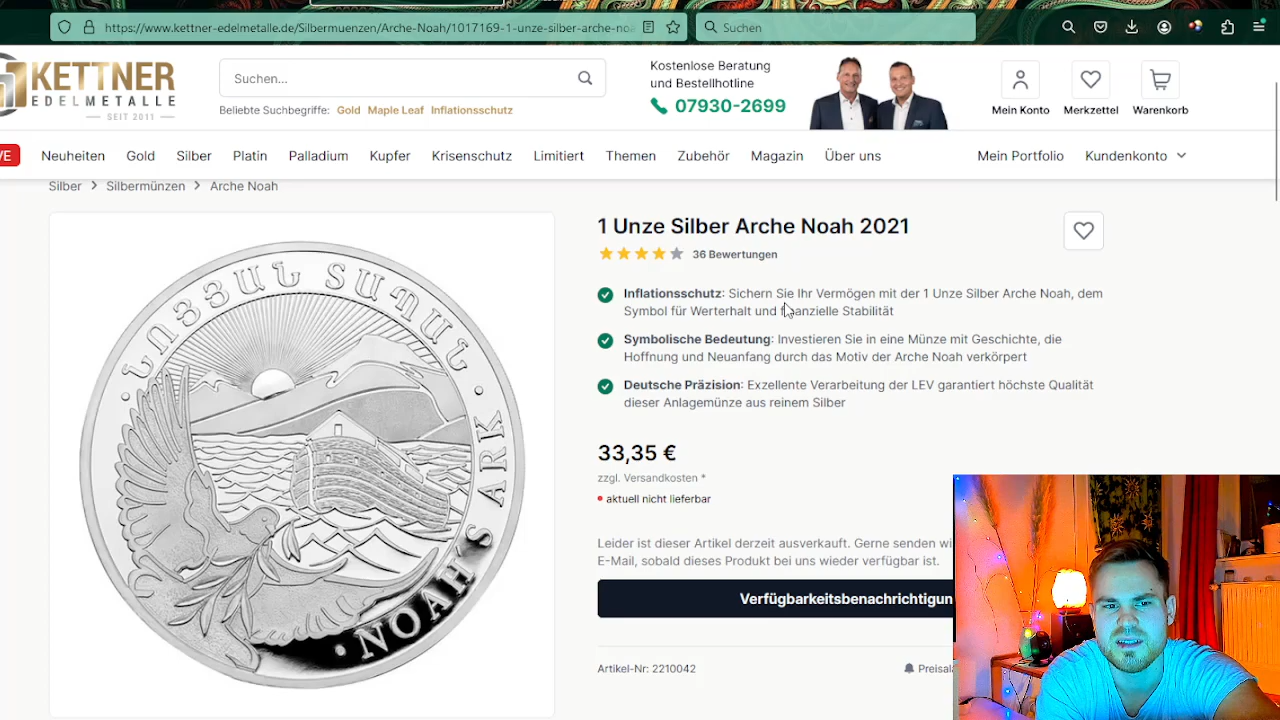 https://www.kettner-edelmetalle.de/Silbermuenzen/Arche-Noah/1017169-1-unze-silber-arche-noa
Suchen
KETTNER
EDELMETALLE
SEIT 2011
Suchen...
Beliebte Suchbegriffe: Gold Maple Leaf Inflationsschutz
Kostenlose Beratung
und Bestellhotline
07930-2699
Mein Konto
Merkzettel
Warenkorb
VE
Neuheiten
Gold
Silber
Platin
Palladium
Kupfer
Krisenschutz
Limitiert
Themen
Zubehör
Magazin
Über uns
Mein Portfolio
Kundenkonto
Silber > Silbermünzen > Arche Noah
ՆՈՅՅԱՆ ՏԱՊԱՆ
· NOAH'S ARK ·
1 Unze Silber Arche Noah 2021
36 Bewertungen
Inflationsschutz: Sichern Sie Ihr Vermögen mit der 1 Unze Silber Arche Noah, dem
Symbol für Werterhalt und finanzielle Stabilität
Symbolische Bedeutung: Investieren Sie in eine Münze mit Geschichte, die
Hoffnung und Neuanfang durch das Motiv der Arche Noah verkörpert
Deutsche Präzision: Exzellente Verarbeitung der LEV garantiert höchste Qualität
dieser Anlagemünze aus reinem Silber
33,35 €
zzgl. Versandkosten *
aktuell nicht lieferbar
Leider ist dieser Artikel derzeit ausverkauft. Gerne senden wi
E-Mail, sobald dieses Produkt bei uns wieder verfügbar ist.
Verfügbarkeitsbenachrichtigun
Artikel-Nr: 2210042
Preisala